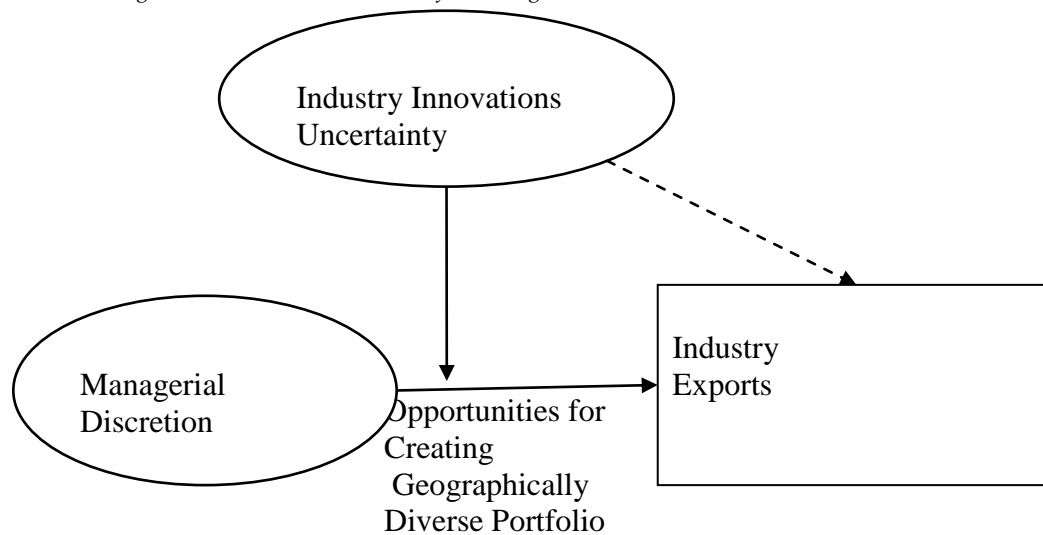 Industry Innovations
Uncertainty
Managerial
Discretion
Opportunities for
Creating
Geographically
Diverse Portfolio
Industry
Exports